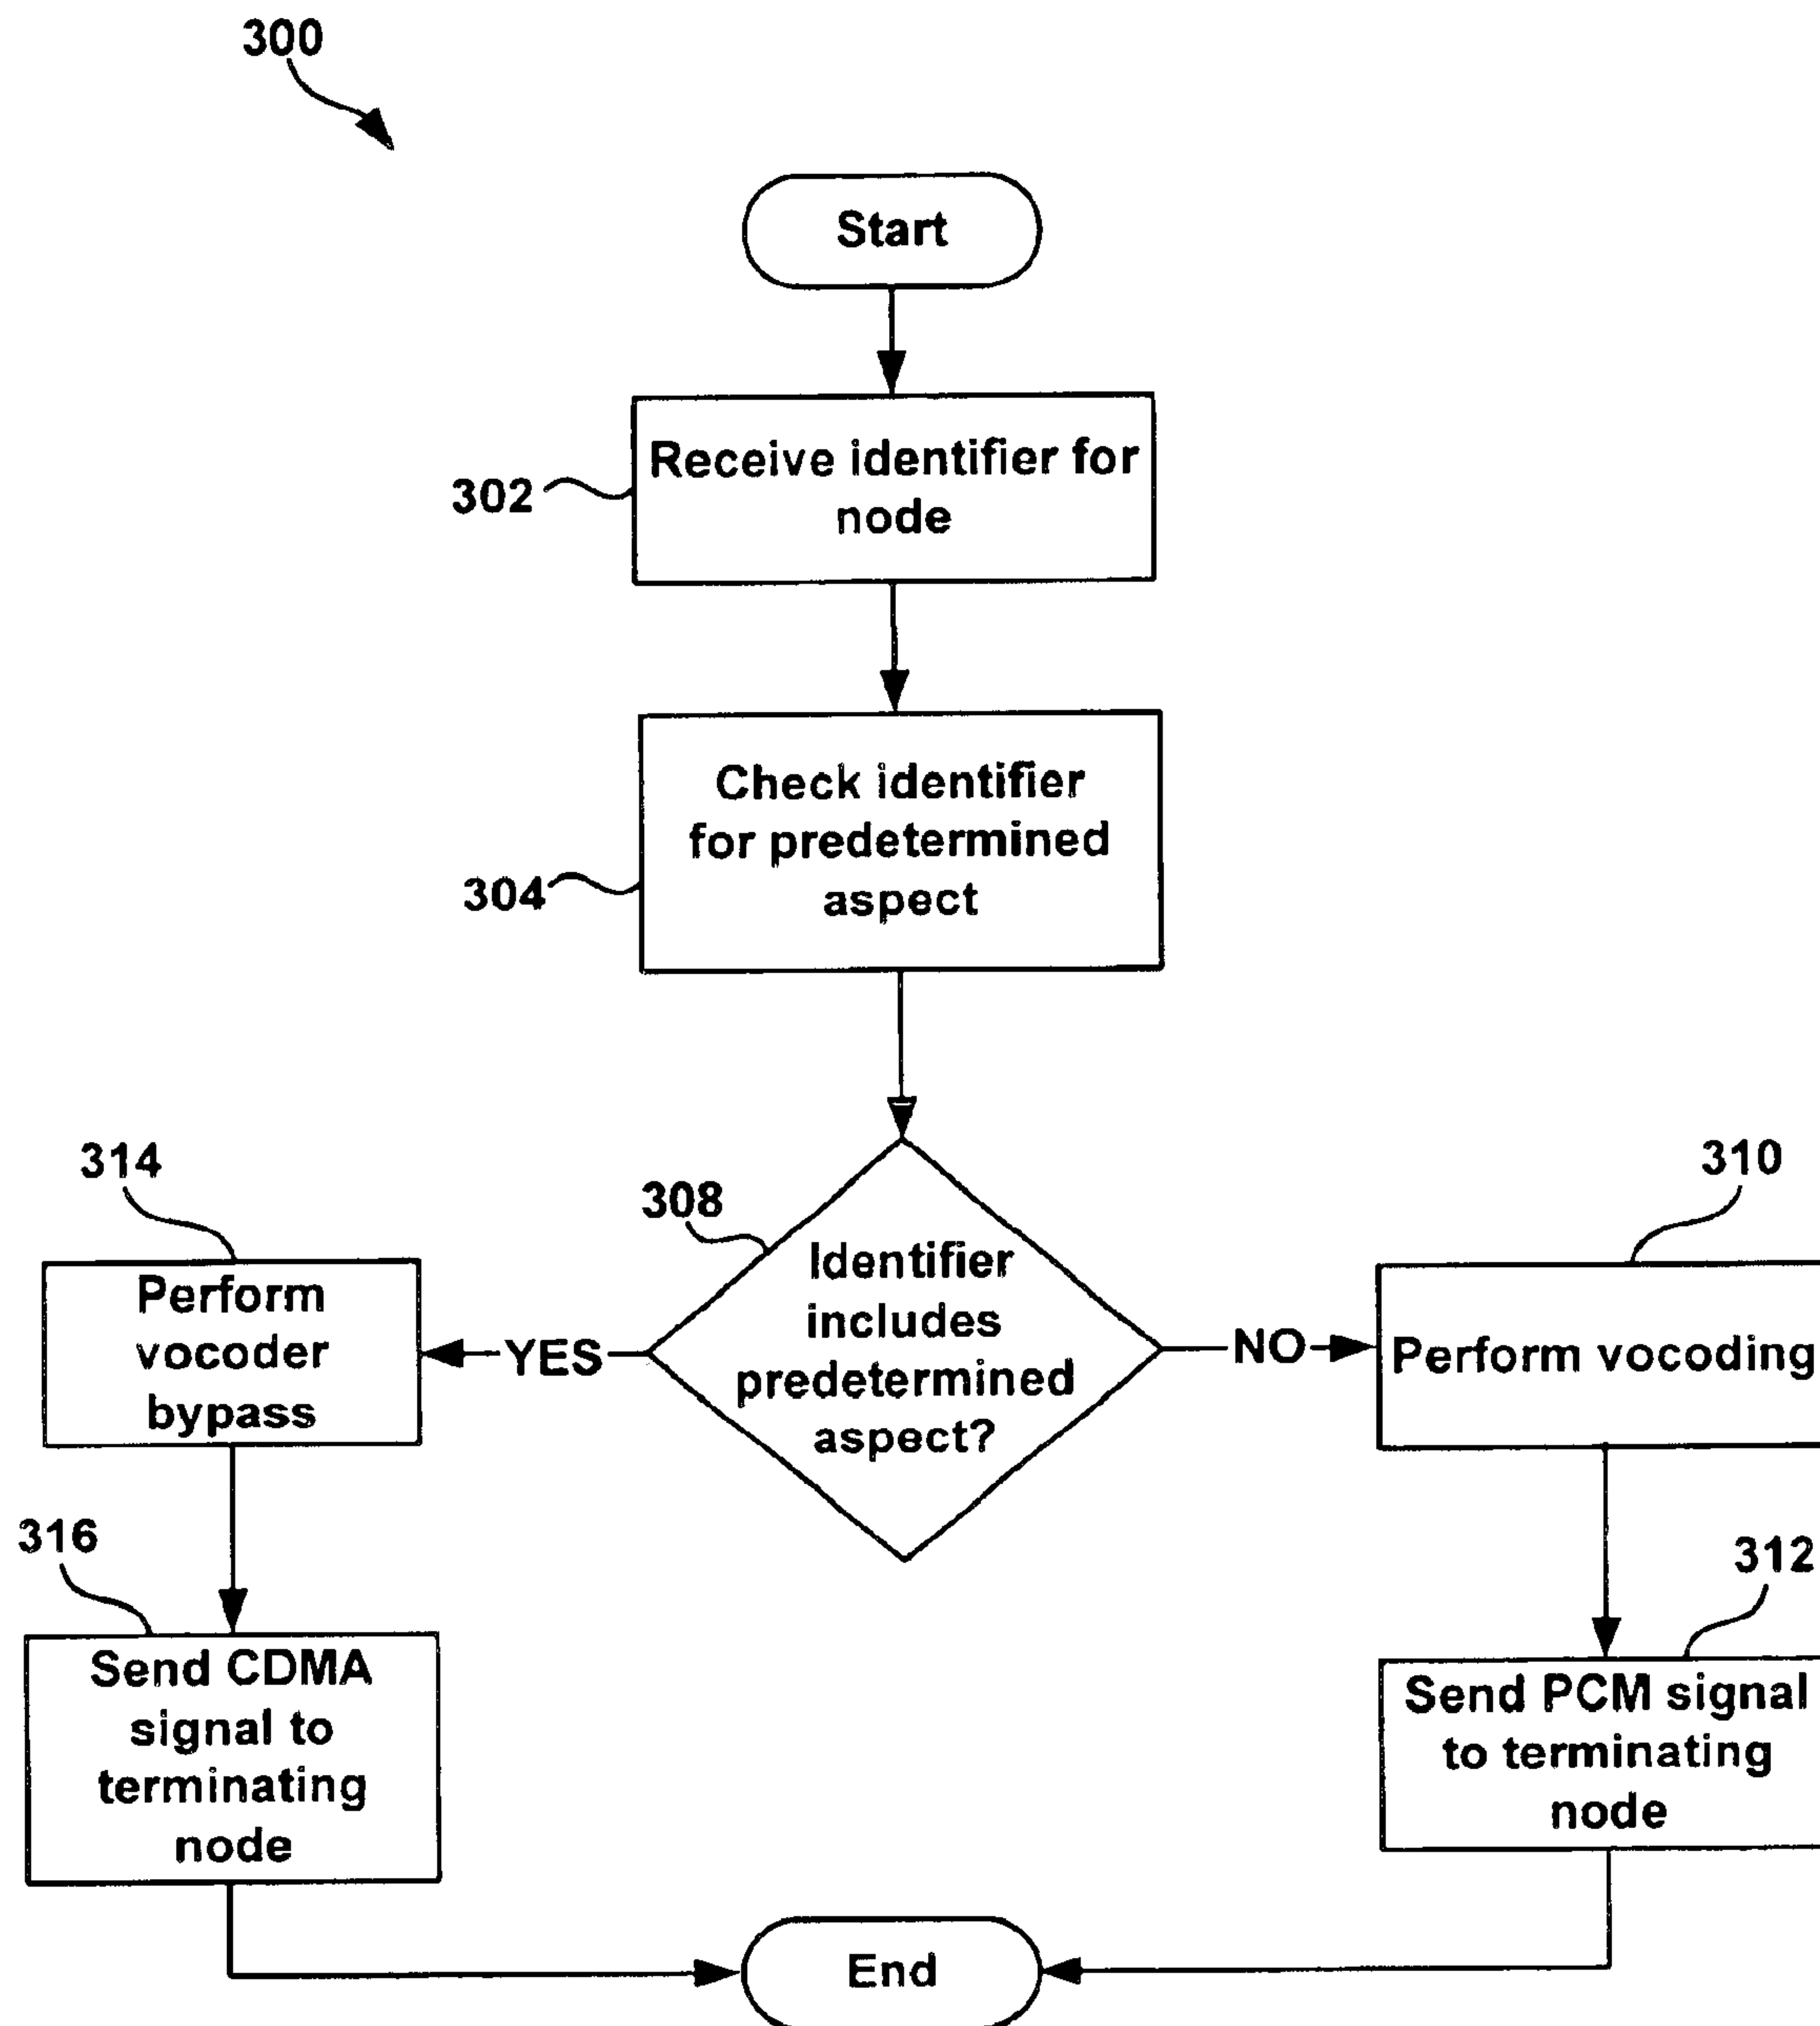 300
Start
Receive identifier for
node
302
Check identifier
for predetermined
aspect
304
314
308
310
Identifier
includes
predetermined
aspect?
YES
NO
Perform
vocoder
bypass
Perform vocoding
316
312
Send CDMA
signal to
terminating
node
Send PCM signal
to terminating
node
End